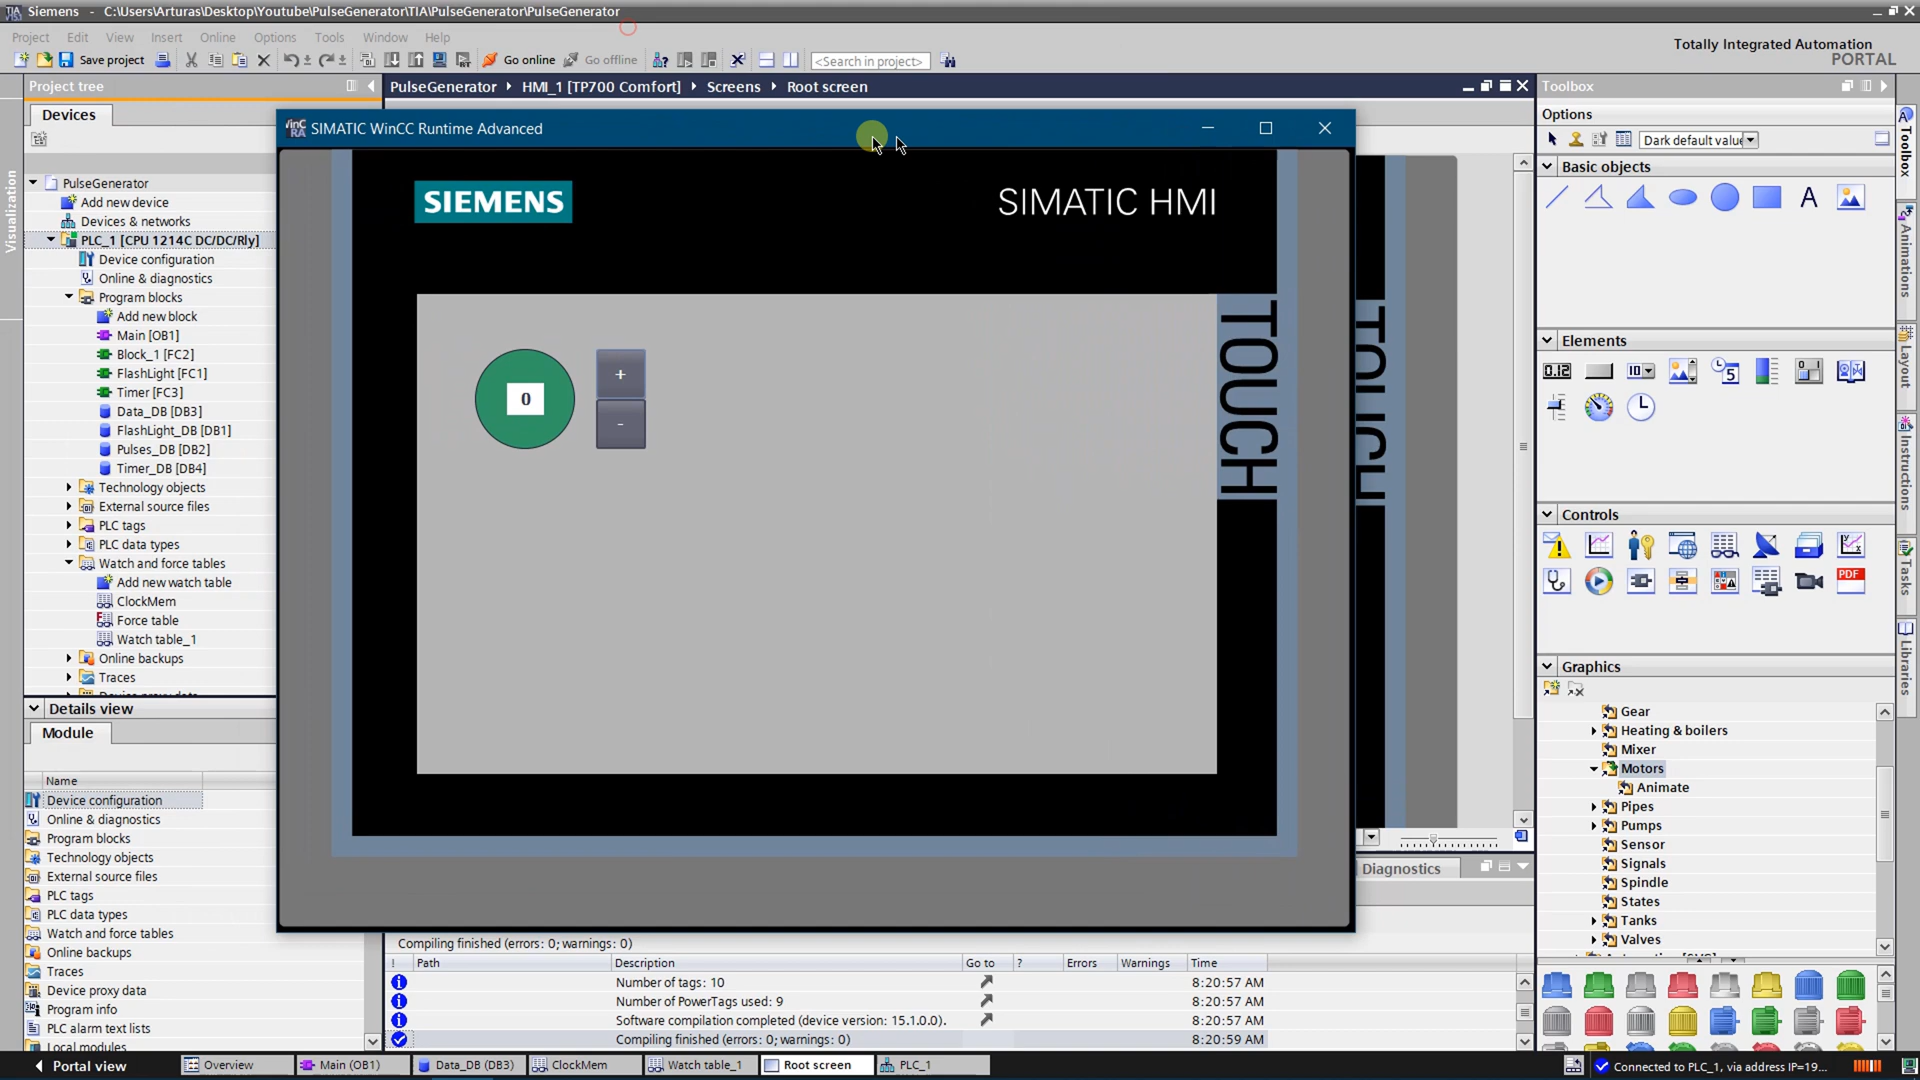 Siemens - C:\Users\Arturas\Desktop\Youtube\PulseGenerator\TIA\PulseGenerator\PulseGenerator
Project Edit View Insert Online Options Tools Window Help
Totally Integrated Automation
PORTAL
Save project
Go online
Go offline
<Search in project>
Project tree
PulseGenerator › HMI_1 [TP700 Comfort] › Screens › Root screen
Toolbox
Devices
Options
Dark default value
Visualization
PulseGenerator
Add new device
Devices & networks
PLC_1 [CPU 1214C DC/DC/Rly]
Device configuration
Online & diagnostics
Program blocks
Add new block
Main [OB1]
Block_1 [FC2]
FlashLight [FC1]
Timer [FC3]
Data_DB [DB3]
FlashLight_DB [DB1]
Pulses_DB [DB2]
Timer_DB [DB4]
Technology objects
External source files
PLC tags
PLC data types
Watch and force tables
Add new watch table
ClockMem
Force table
Watch table_1
Online backups
Traces
Details view
Module
Name
Device configuration
Online & diagnostics
Program blocks
Technology objects
External source files
PLC tags
PLC data types
Watch and force tables
Online backups
Traces
Device proxy data
Program info
PLC alarm text lists
Local modules
SIMATIC WinCC Runtime Advanced
SIEMENS
SIMATIC HMI
0
+
-
TOUCH
TOUCH
Diagnostics
Compiling finished (errors: 0; warnings: 0)
! Path Description Go to ? Errors Warnings Time
Number of tags: 10 8:20:57 AM
Number of PowerTags used: 9 8:20:57 AM
Software compilation completed (device version: 15.1.0.0). 8:20:57 AM
Compiling finished (errors: 0; warnings: 0) 8:20:59 AM
Basic objects
A
Elements
0.12
10
5
Controls
PDF
Graphics
Gear
Heating & boilers
Mixer
Motors
Animate
Pipes
Pumps
Sensor
Signals
Spindle
States
Tanks
Valves
Toolbox
Animations
Layout
Instructions
Tasks
Libraries
Portal view
Overview
Main (OB1)
Data_DB (DB3)
ClockMem
Watch table_1
Root screen
PLC_1
Connected to PLC_1, via address IP=19...